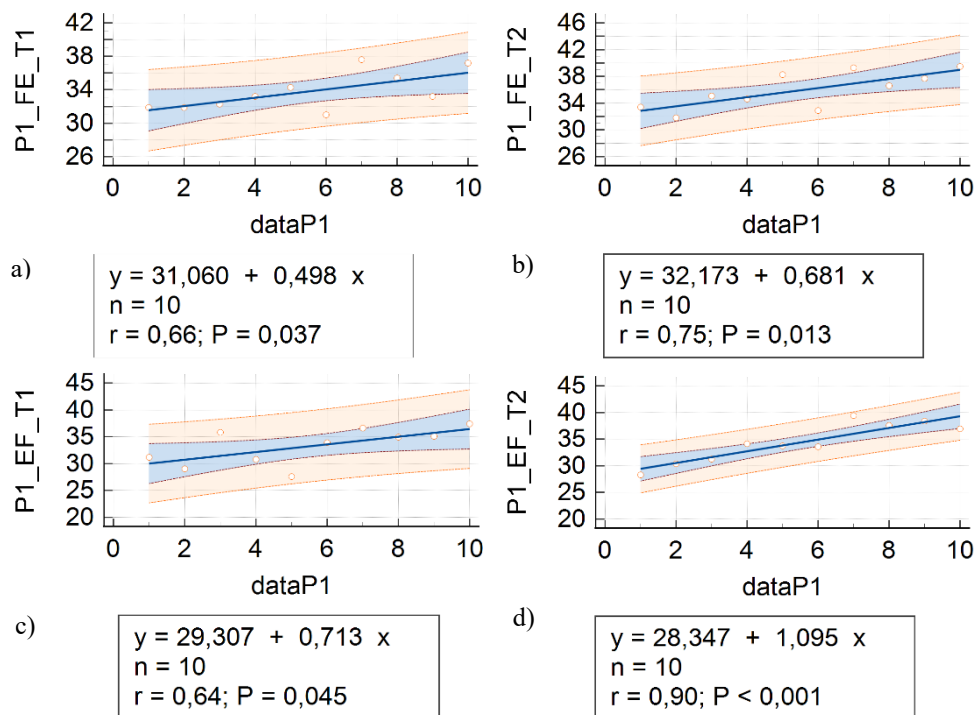 P1_FE_T1
42
38
34
30
26
0 2 4 6 8 10
dataP1
P1_FE_T2
46
42
38
34
30
26
0 2 4 6 8 10
dataP1
a)
y = 31,060 + 0,498 x
n = 10
r = 0,66; P = 0,037
b)
y = 32,173 + 0,681 x
n = 10
r = 0,75; P = 0,013
P1_EF_T1
45
40
35
30
25
20
0 2 4 6 8 10
dataP1
P1_EF_T2
45
40
35
30
25
20
0 2 4 6 8 10
dataP1
c)
y = 29,307 + 0,713 x
n = 10
r = 0,64; P = 0,045
d)
y = 28,347 + 1,095 x
n = 10
r = 0,90; P < 0,001